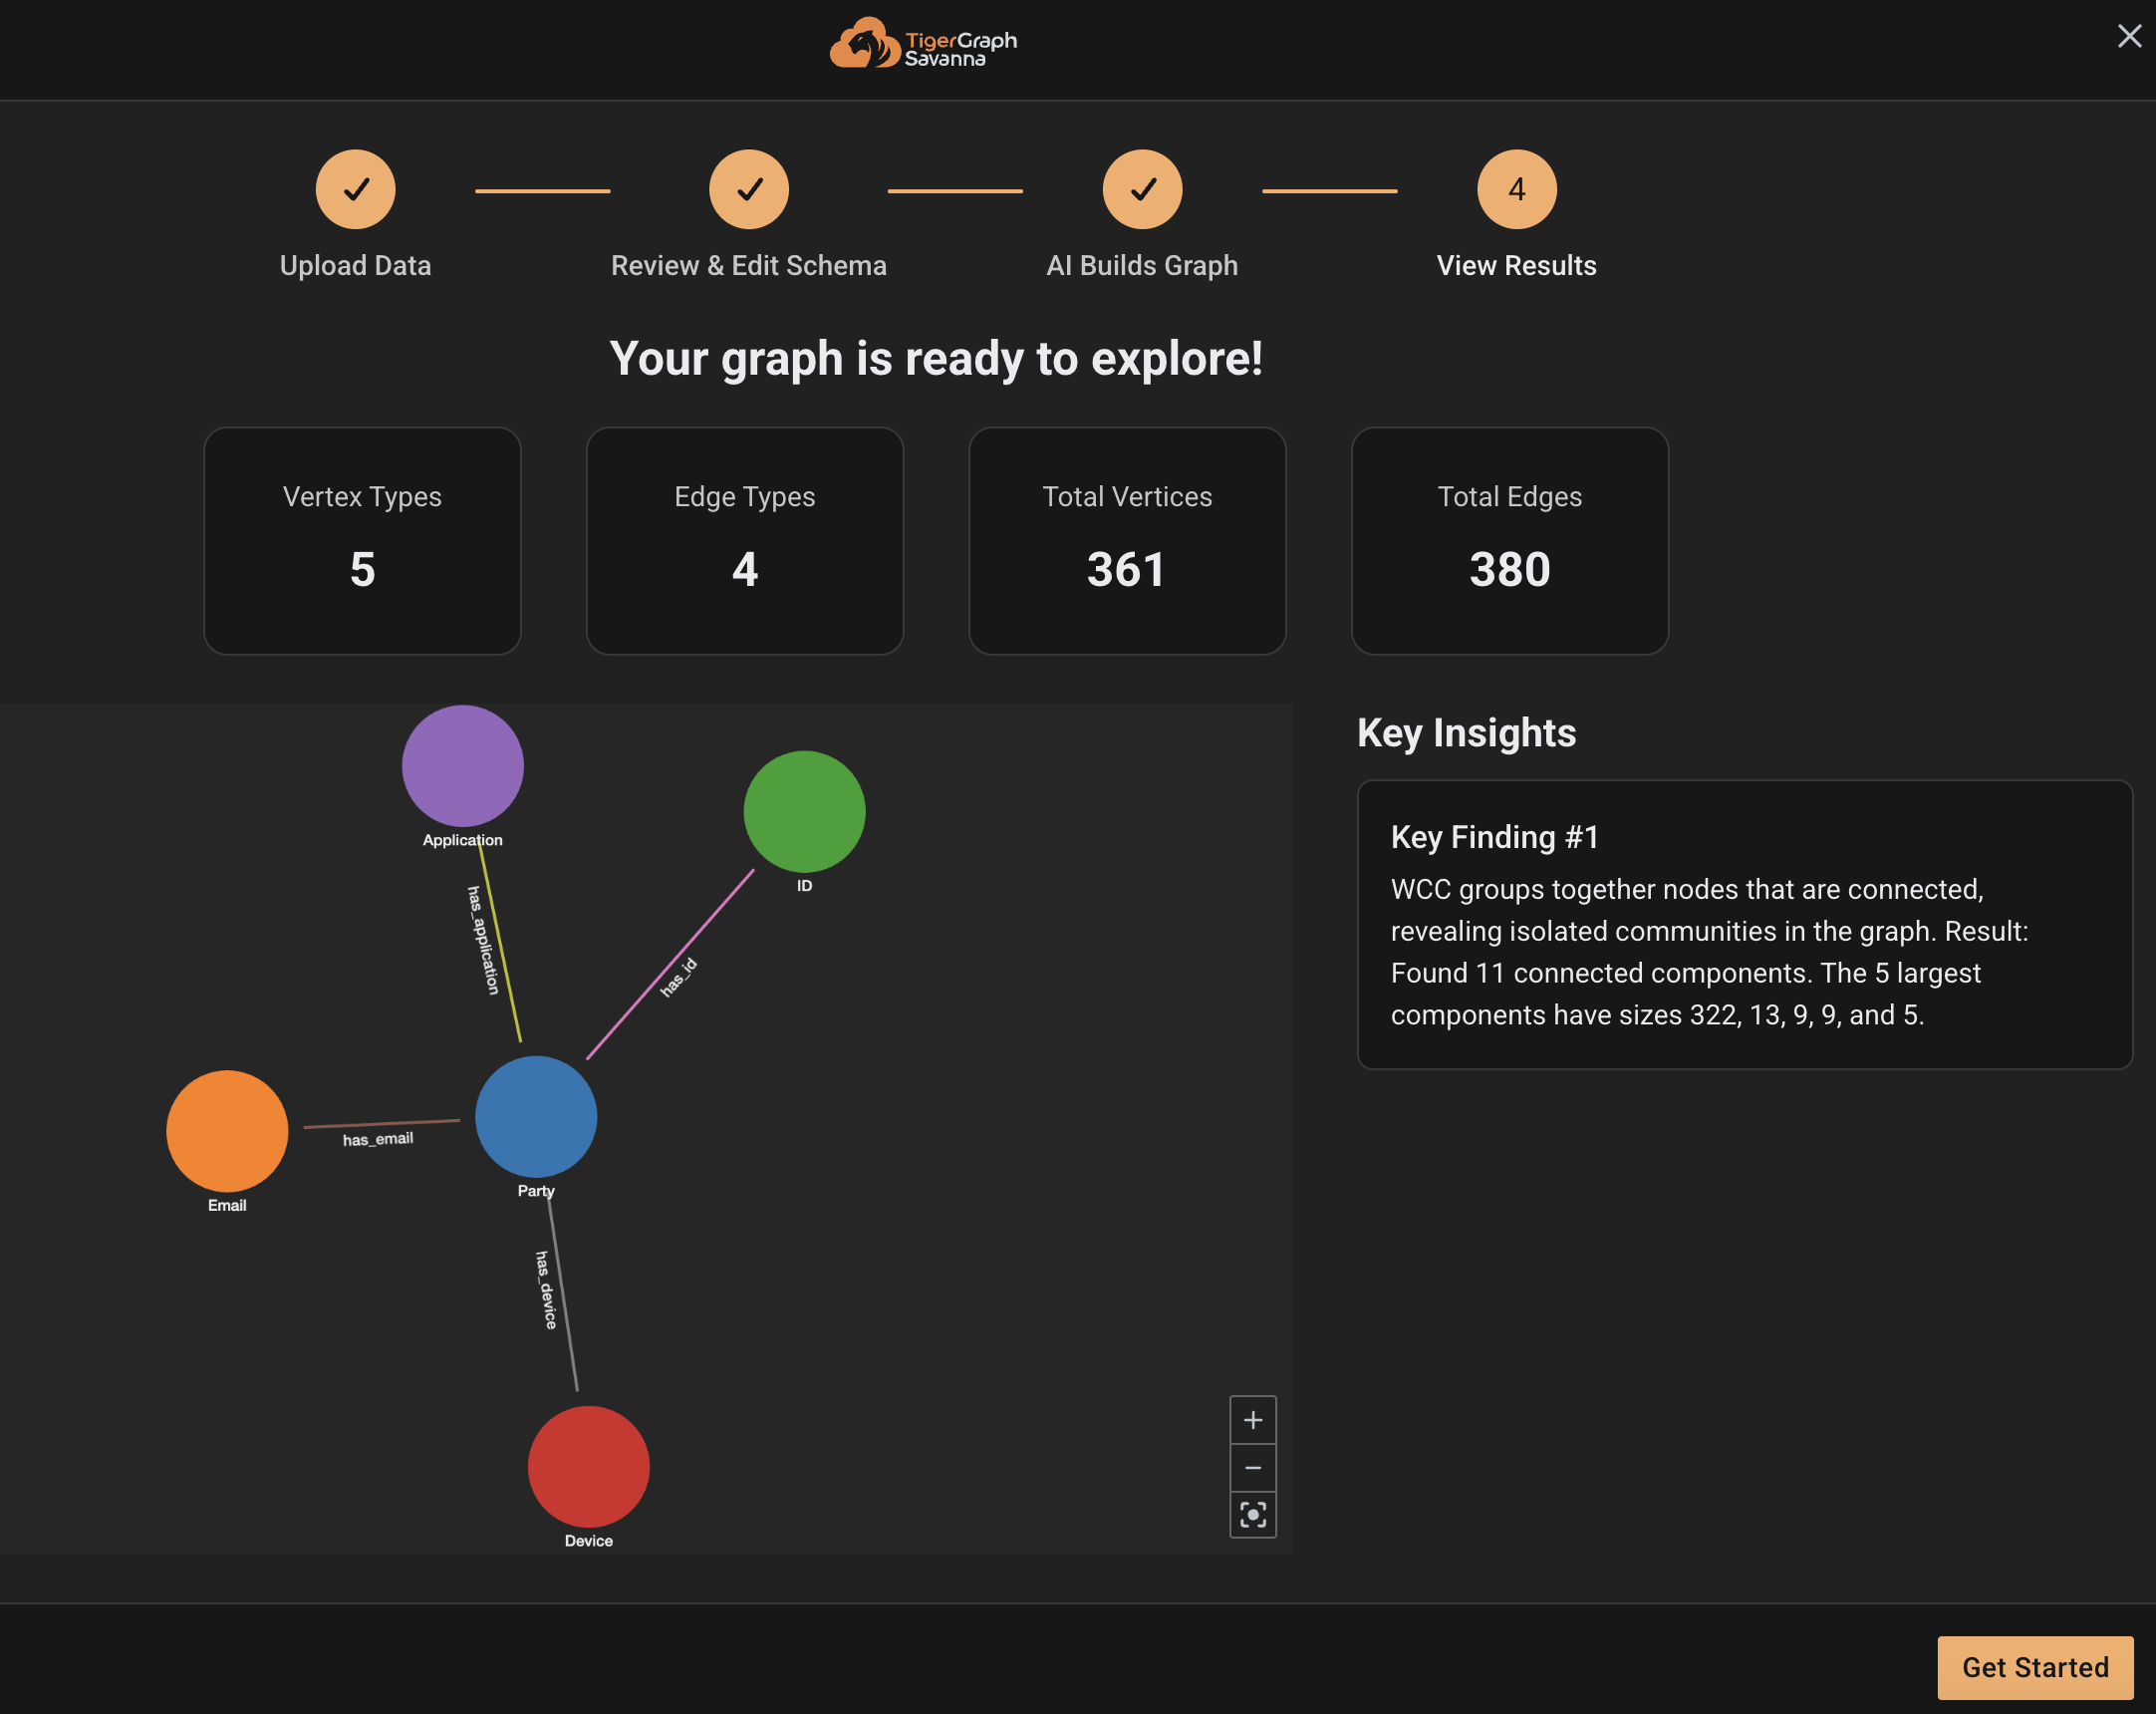 TigerGraph
Savanna
4
Upload Data
Review & Edit Schema
AI Builds Graph
View Results
Your graph is ready to explore!
Vertex Types
5
Edge Types
4
Total Vertices
361
Total Edges
380
Application
ID
has_application
has_id
Email
has_email
Party
has_device
Device
Key Insights
Key Finding #1
WCC groups together nodes that are connected,
revealing isolated communities in the graph. Result:
Found 11 connected components. The 5 largest
components have sizes 322, 13, 9, 9, and 5.
Get Started